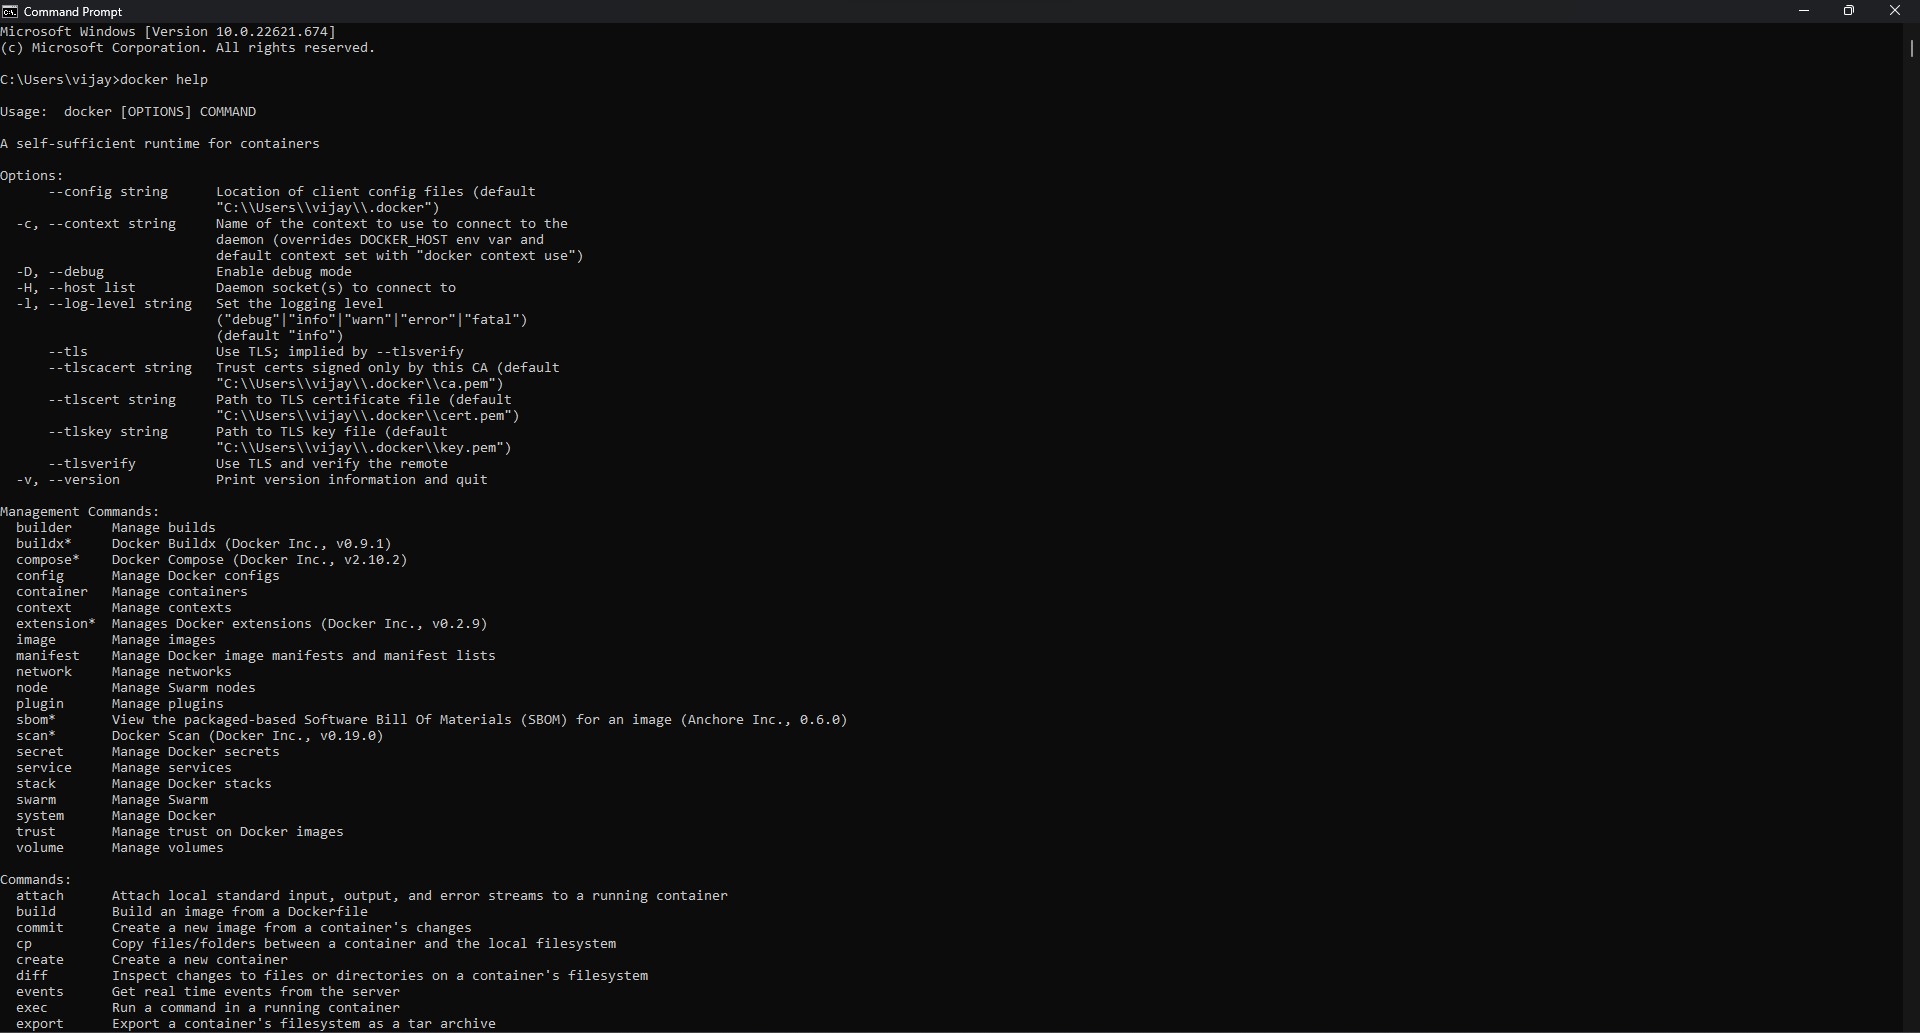 Command Prompt
Microsoft Windows [Version 10.0.22621.674]
(c) Microsoft Corporation. All rights reserved.
C:\Users\vijay>docker help
Usage:  docker [OPTIONS] COMMAND
A self-sufficient runtime for containers
Options:
      --config string      Location of client config files (default
                           "C:\\Users\\vijay\\.docker")
  -c, --context string     Name of the context to use to connect to the
                           daemon (overrides DOCKER_HOST env var and
                           default context set with "docker context use")
  -D, --debug              Enable debug mode
  -H, --host list          Daemon socket(s) to connect to
  -l, --log-level string   Set the logging level
                           ("debug"|"info"|"warn"|"error"|"fatal")
                           (default "info")
      --tls                Use TLS; implied by --tlsverify
      --tlscacert string   Trust certs signed only by this CA (default
                           "C:\\Users\\vijay\\.docker\\ca.pem")
      --tlscert string     Path to TLS certificate file (default
                           "C:\\Users\\vijay\\.docker\\cert.pem")
      --tlskey string      Path to TLS key file (default
                           "C:\\Users\\vijay\\.docker\\key.pem")
      --tlsverify          Use TLS and verify the remote
  -v, --version            Print version information and quit
Management Commands:
  builder     Manage builds
  buildx*     Docker Buildx (Docker Inc., v0.9.1)
  compose*    Docker Compose (Docker Inc., v2.10.2)
  config      Manage Docker configs
  container   Manage containers
  context     Manage contexts
  extension*  Manages Docker extensions (Docker Inc., v0.2.9)
  image       Manage images
  manifest    Manage Docker image manifests and manifest lists
  network     Manage networks
  node        Manage Swarm nodes
  plugin      Manage plugins
  sbom*       View the packaged-based Software Bill Of Materials (SBOM) for an image (Anchore Inc., 0.6.0)
  scan*       Docker Scan (Docker Inc., v0.19.0)
  secret      Manage Docker secrets
  service     Manage services
  stack       Manage Docker stacks
  swarm       Manage Swarm
  system      Manage Docker
  trust       Manage trust on Docker images
  volume      Manage volumes
Commands:
  attach      Attach local standard input, output, and error streams to a running container
  build       Build an image from a Dockerfile
  commit      Create a new image from a container's changes
  cp          Copy files/folders between a container and the local filesystem
  create      Create a new container
  diff        Inspect changes to files or directories on a container's filesystem
  events      Get real time events from the server
  exec        Run a command in a running container
  export      Export a container's filesystem as a tar archive